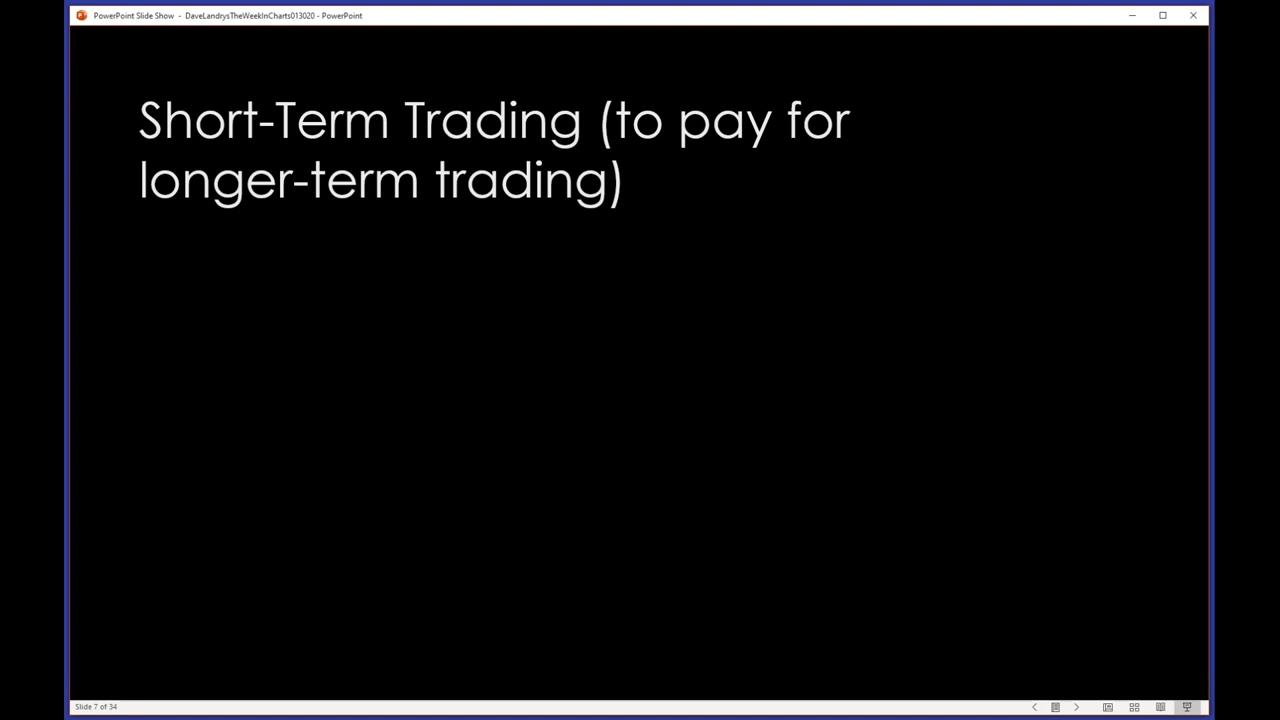 PowerPoint Slide Show - DaveLandrysTheWeekInCharts013020 - PowerPoint
Short-Term Trading (to pay for
longer-term trading)
Slide 7 of 34